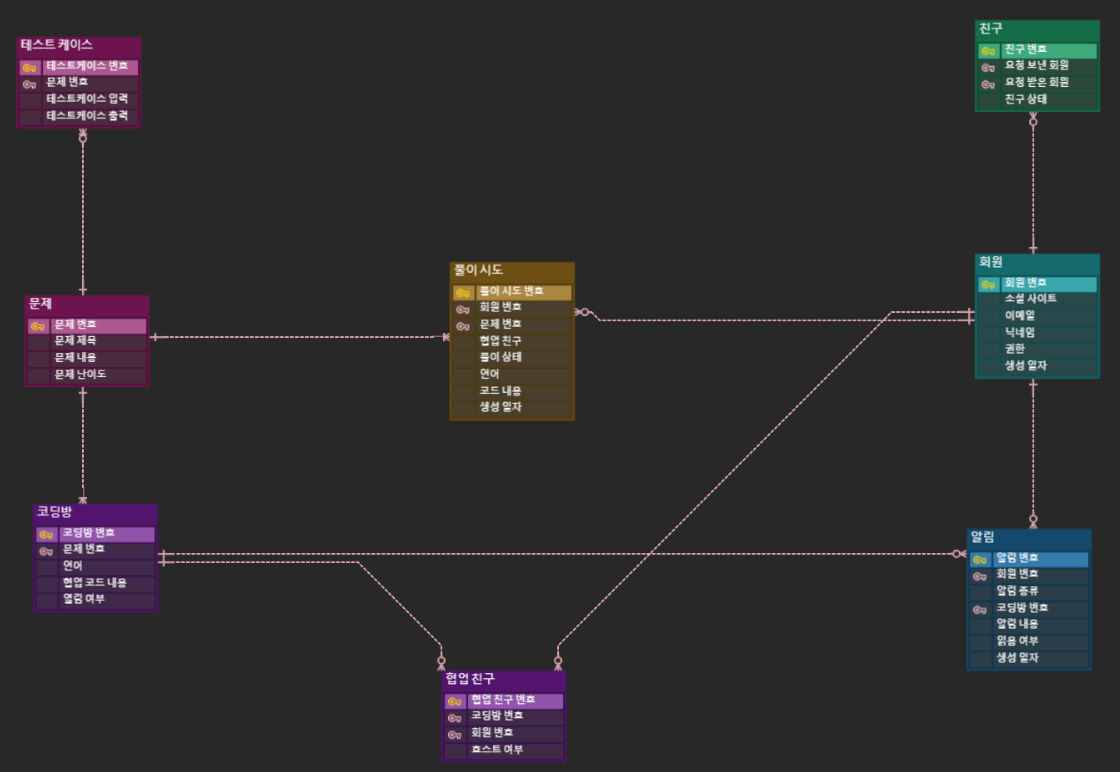 테스트 케이스
테스트케이스 번호
문제 번호
테스트케이스 입력
테스트케이스 출력
친구
친구 번호
요청 보낸 회원
요청 받은 회원
친구 상태
문제
문제 번호
문제 제목
문제 내용
문제 난이도
풀이 시도
풀이 시도 번호
회원 번호
문제 번호
협업 친구
풀이 상태
언어
코드 내용
생성 일자
회원
회원 번호
소셜 사이트
이메일
닉네임
권한
생성 일자
코딩방
코딩방 번호
문제 번호
언어
협업 코드 내용
열림 여부
협업 친구
협업 친구 번호
코딩방 번호
회원 번호
호스트 여부
알림
알림 번호
회원 번호
알림 종류
코딩방 번호
알림 내용
읽음 여부
생성 일자